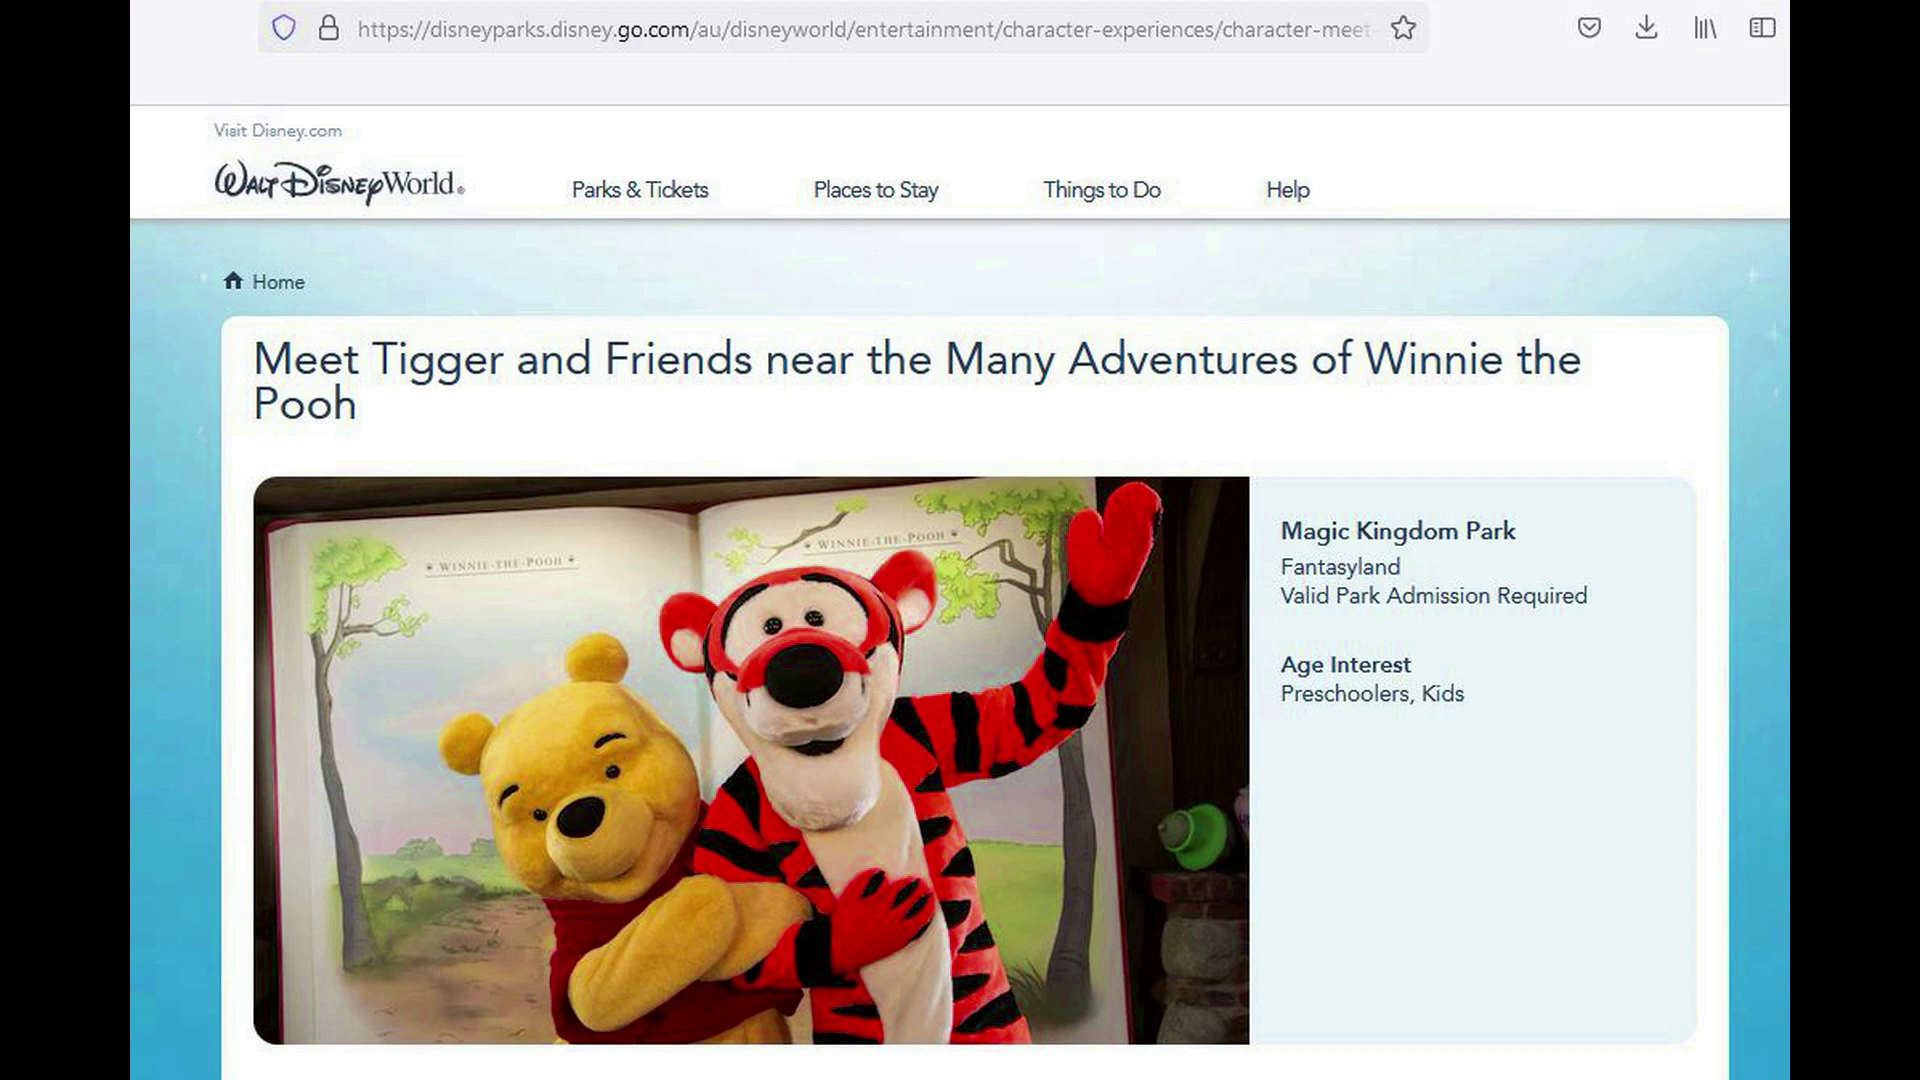 https://disneyparks.disney.go.com/au/disneyworld/entertainment/character-experiences/character-meet-
Visit Disney.com
Walt Disney World
Parks & Tickets
Places to Stay
Things to Do
Help
Home
Meet Tigger and Friends near the Many Adventures of Winnie the
Pooh
WINNIE-THE-POOH
WINNIE-THE-POOH
Magic Kingdom Park
Fantasyland
Valid Park Admission Required
Age Interest
Preschoolers, Kids